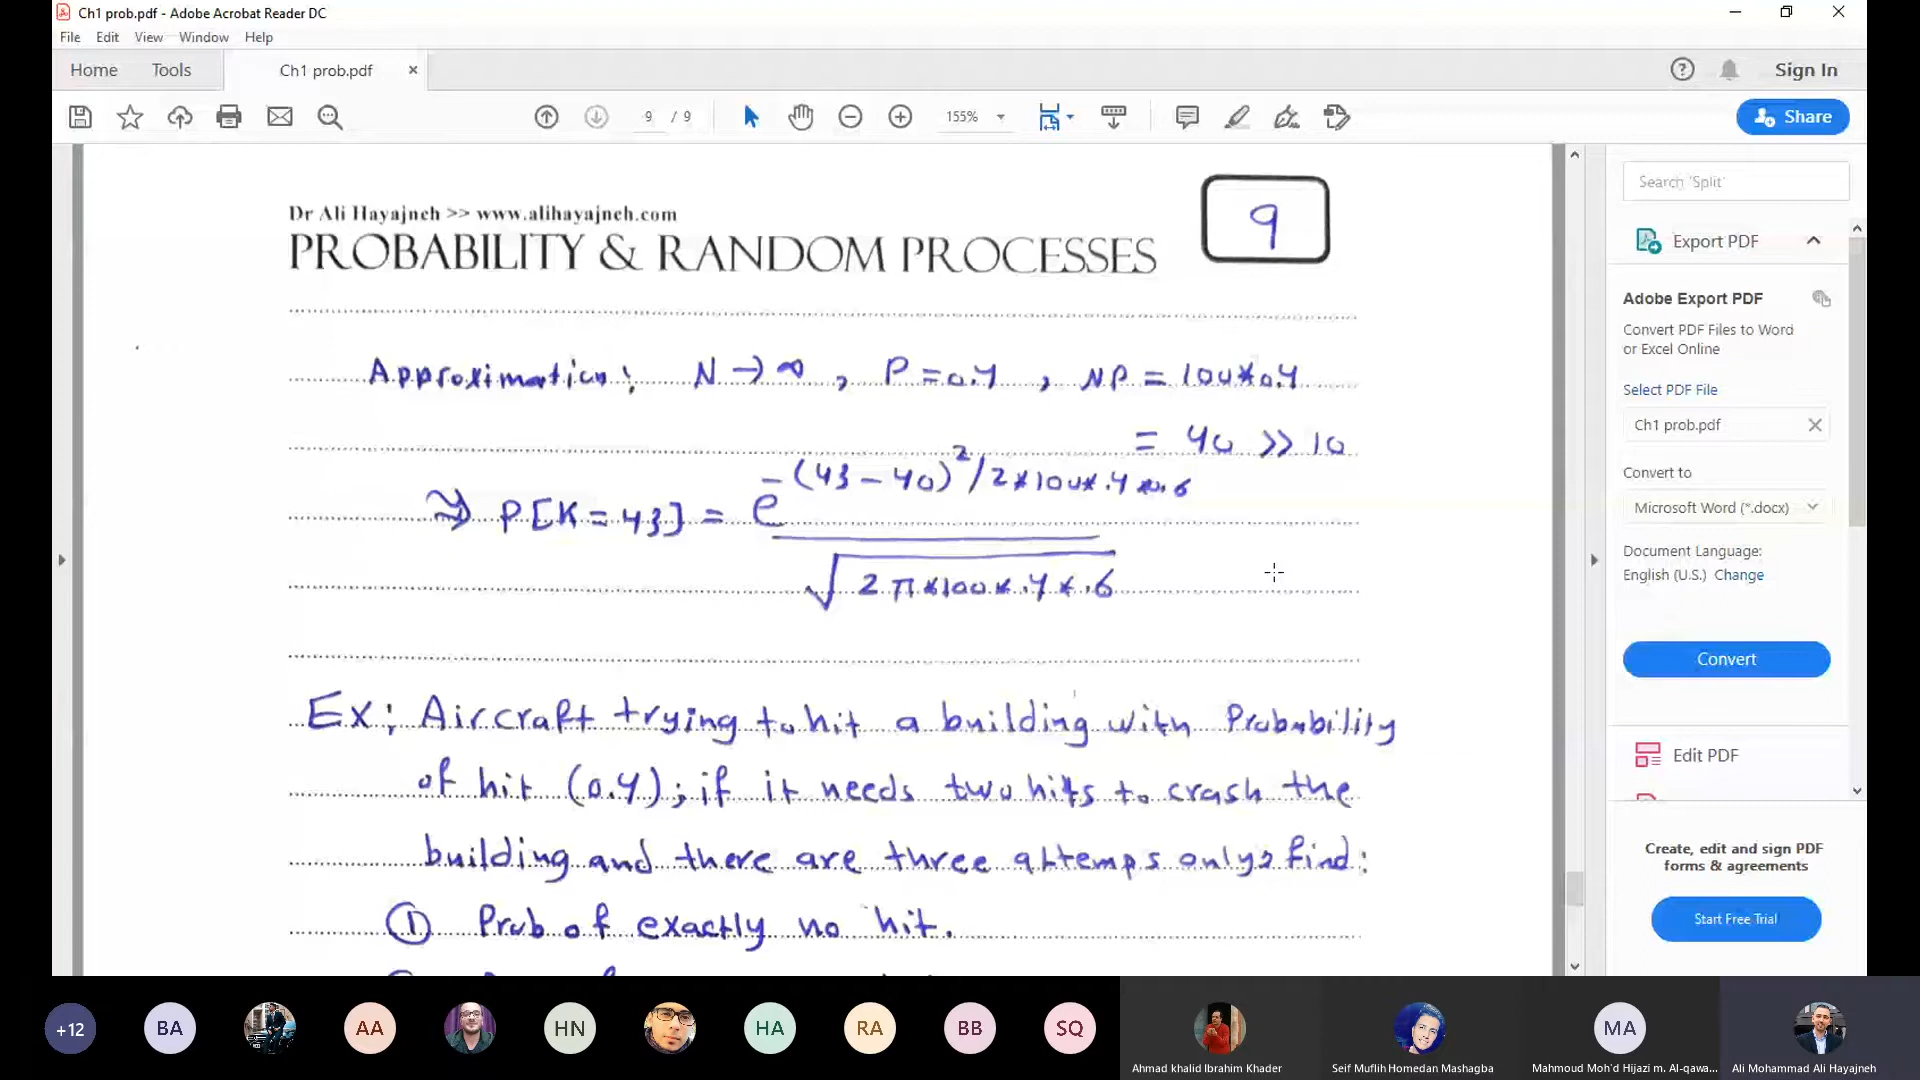 Ch1 prob.pdf - Adobe Acrobat Reader DC
File Edit View Window Help
Home Tools Ch1 prob.pdf × Sign In
9 / 9 155% Share
Dr Ali Hayajneh >> www.alihayajneh.com
PROBABILITY & RANDOM PROCESSES
9
Approximation: N → ∞ , P = 0.4 , NP = 100*0.4
= 40 >> 10
⇒ P[K=43] = e^-(43-40)^2/2*100*.4*0.6
√2π*100*.4*.6
Ex: Aircraft trying to hit a building with Probability
of hit (0.4); if it needs two hits to crash the
building and there are three attemps only, find:
① Prob of exactly no hit.
Search 'Split'
Export PDF
Adobe Export PDF
Convert PDF Files to Word
or Excel Online
Select PDF File
Ch1 prob.pdf
Convert to
Microsoft Word (*.docx)
Document Language:
English (U.S.) Change
Convert
Edit PDF
Create, edit and sign PDF
forms & agreements
Start Free Trial
+12 BA AA HN HA RA BB SQ MA
Ahmad khalid Ibrahim Khader Seif Muflih Homedan Mashagba Mahmoud Moh'd Hijazi m. Al-qawa... Ali Mohammad Ali Hayajneh